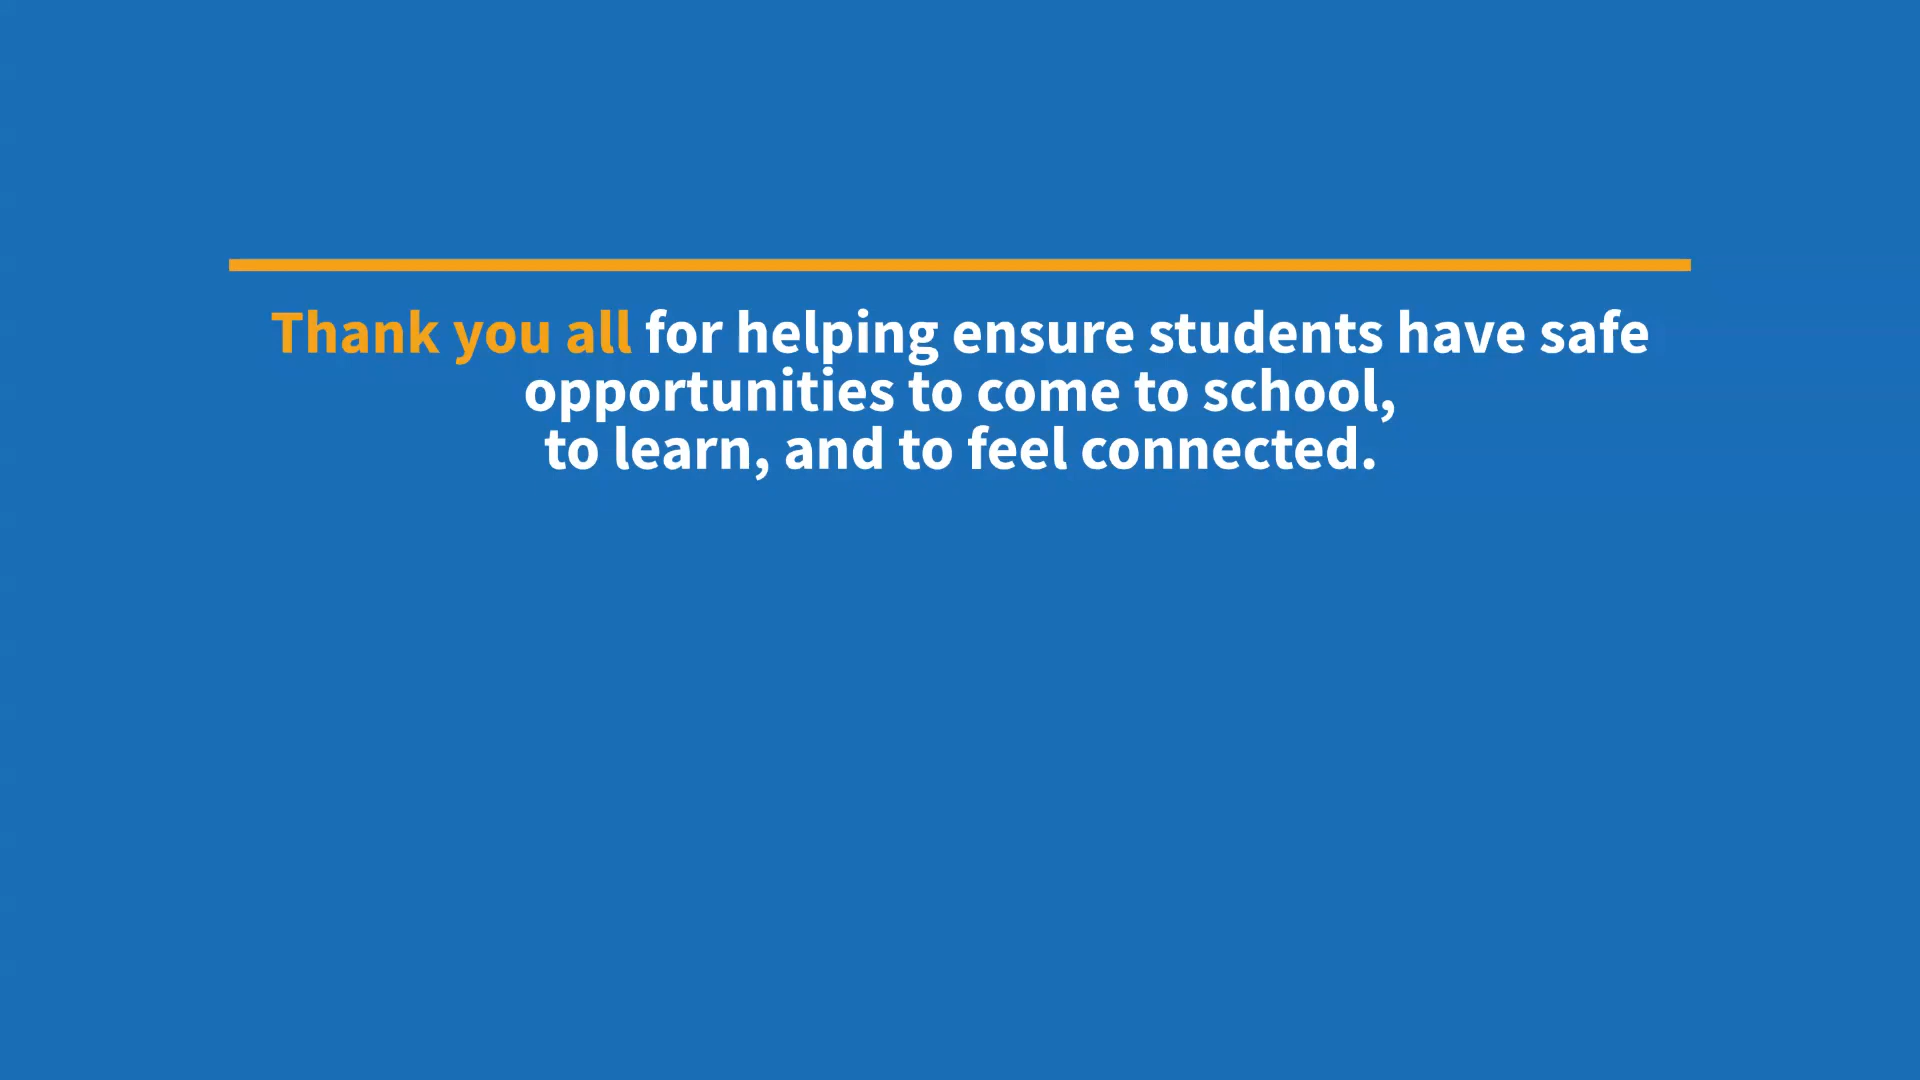 Thank you all for helping ensure students have safe
opportunities to come to school,
to learn, and to feel connected.